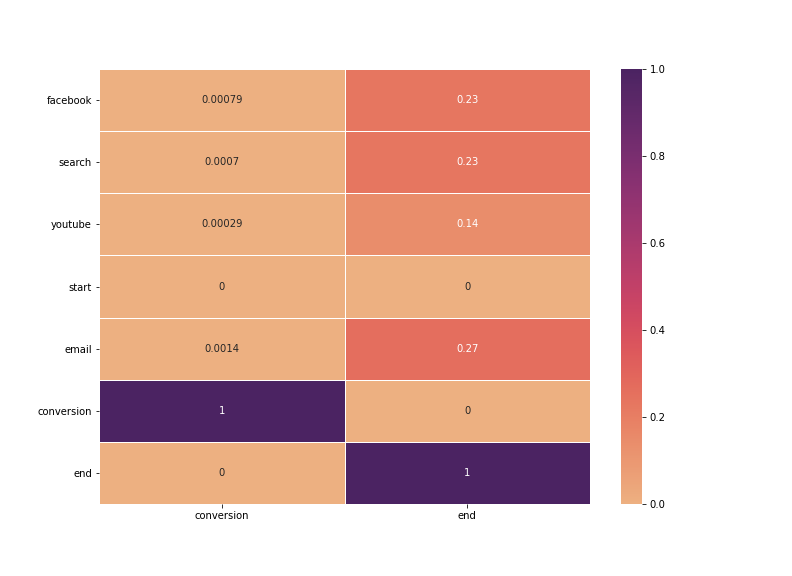 facebook 0.00079 0.23
search 0.0007 0.23
youtube 0.00029 0.14
start 0 0
email 0.0014 0.27
conversion 1 0
end 0 1
conversion end
1.0
0.8
0.6
0.4
0.2
0.0